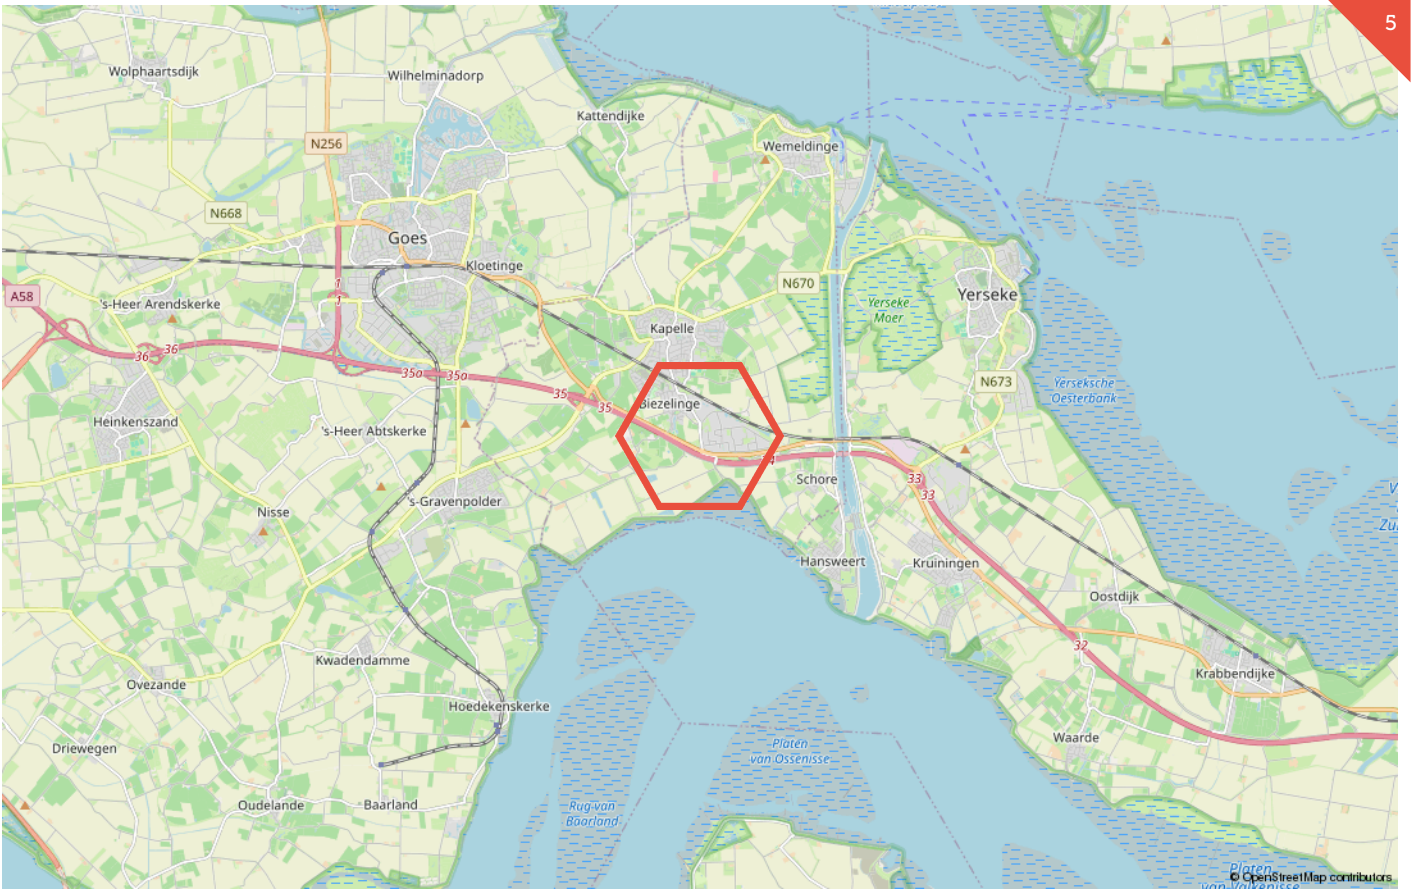 5
Wolphaartsdijk
Wilhelminadorp
Kattendijke
N256
Wemeldinge
N668
Goes
Kloetinge
N670
A58
's-Heer Arendskerke
1
1
Yerseke
Moer
Yerseke
Kapelle
36
36
35a
35a
35
35
N673
Yerseksche
Oesterbank
Biezelinge
Heinkenszand
's-Heer Abtskerke
Schore
33
33
's-Gravenpolder
Nisse
Hansweert
Kruiningen
Oostdijk
32
Kwadendamme
Krabbendijke
Ovezande
Hoedekenskerke
Driewegen
Waarde
Platen
van Ossenisse
Oudelande
Baarland
Rug van
Baarland
Platen
van Valkenisse
© OpenStreetMap contributors